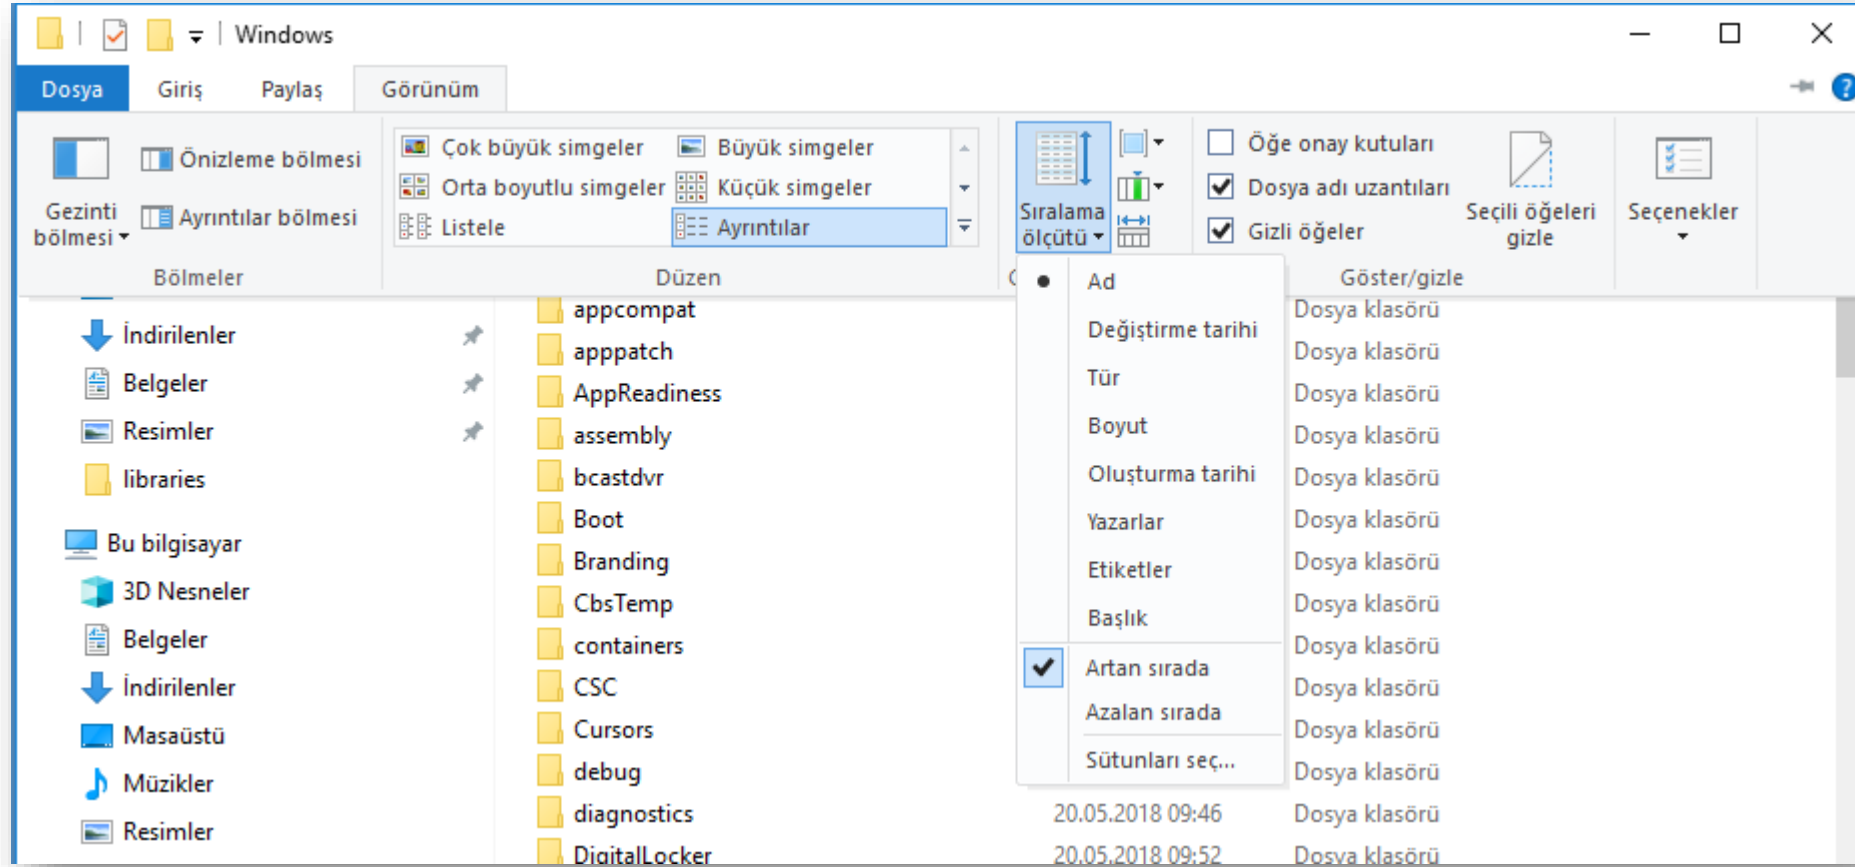 Windows
Dosya Giriş Paylaş Görünüm
?
Gezinti bölmesi
Önizleme bölmesi
Ayrıntılar bölmesi
Bölmeler
Çok büyük simgeler
Büyük simgeler
Orta boyutlu simgeler
Küçük simgeler
Listele
Ayrıntılar
Düzen
Sıralama
ölçütü
Öğe onay kutuları
Dosya adı uzantıları
Gizli öğeler
Seçili öğeleri
gizle
Göster/gizle
Seçenekler
Ad
Değiştirme tarihi
Tür
Boyut
Oluşturma tarihi
Yazarlar
Etiketler
Başlık
Artan sırada
Azalan sırada
Sütunları seç...
İndirilenler
Belgeler
Resimler
libraries
Bu bilgisayar
3D Nesneler
Belgeler
İndirilenler
Masaüstü
Müzikler
Resimler
appcompat Dosya klasörü
apppatch Dosya klasörü
AppReadiness Dosya klasörü
assembly Dosya klasörü
bcastdvr Dosya klasörü
Boot Dosya klasörü
Branding Dosya klasörü
CbsTemp Dosya klasörü
containers Dosya klasörü
CSC Dosya klasörü
Cursors Dosya klasörü
debug Dosya klasörü
diagnostics 20.05.2018 09:46 Dosya klasörü
DigitalLocker 20.05.2018 09:52 Dosya klasörü